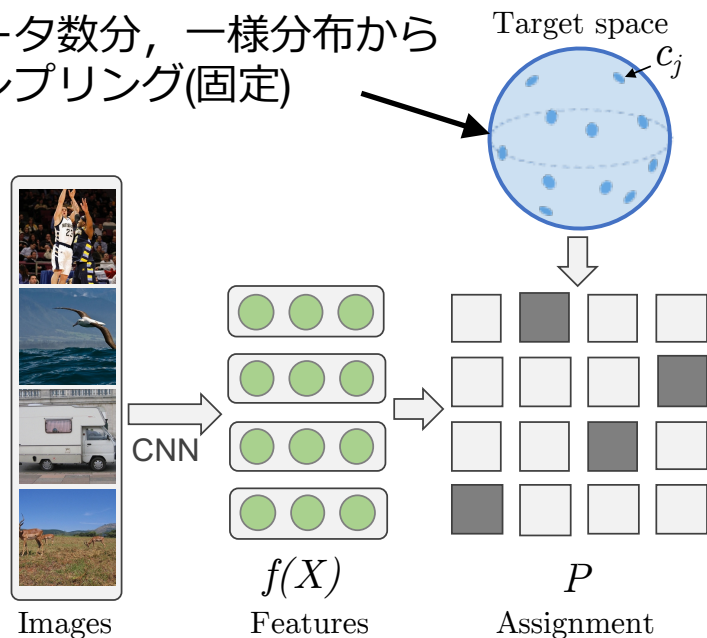 ータ数分，一様分布から
ンプリング(固定)
Target space
c_j
CNN
f(X)
P
Images
Features
Assignment